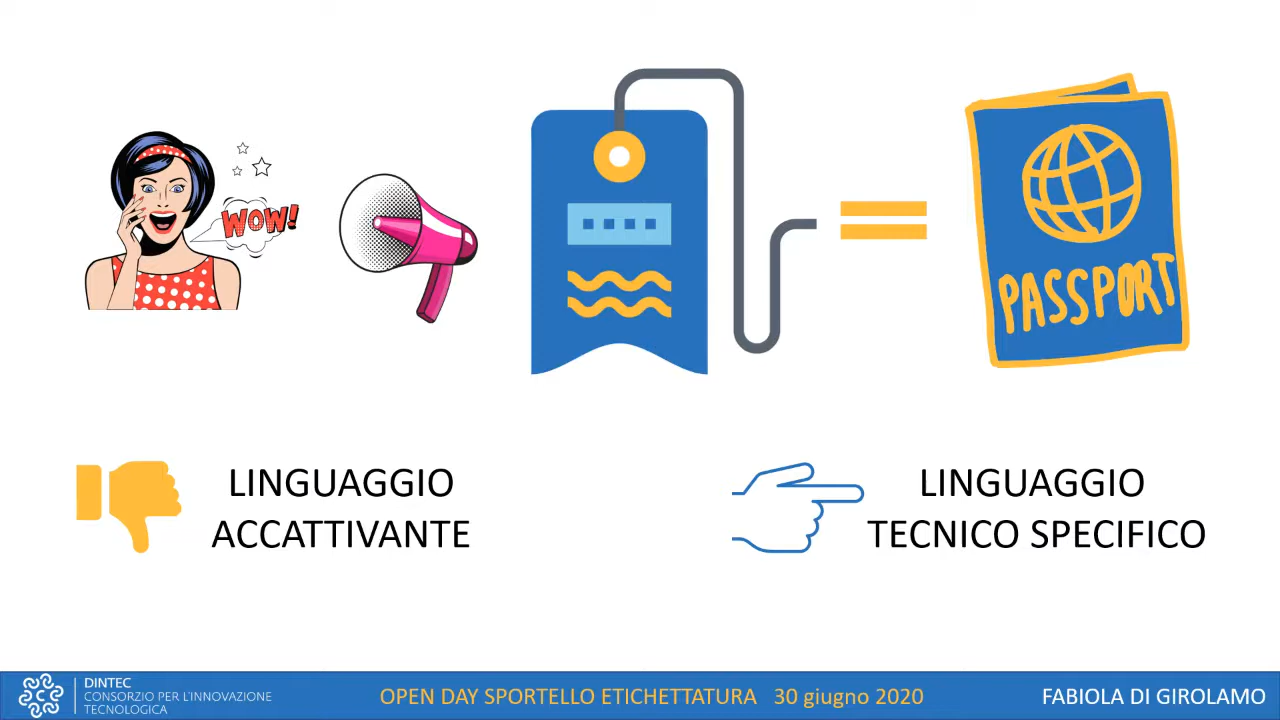 WOW!
PASSPORT
LINGUAGGIO
ACCATTIVANTE
LINGUAGGIO
TECNICO SPECIFICO
DINTEC
CONSORZIO PER L'INNOVAZIONE
TECNOLOGICA
OPEN DAY SPORTELLO ETICHETTATURA 30 giugno 2020
FABIOLA DI GIROLAMO